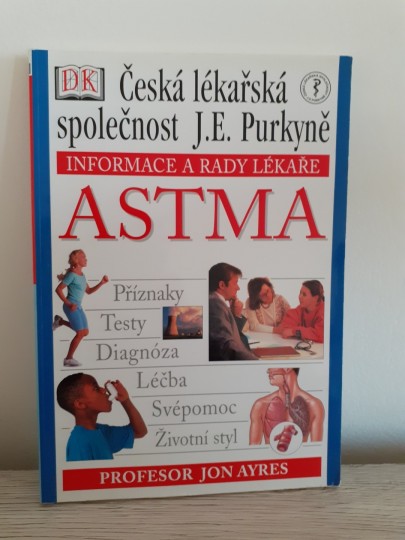 DK
Česká lékařská
společnost J.E. Purkyně
INFORMACE A RADY LÉKAŘE
ASTMA
Příznaky
Testy
Diagnóza
Léčba
Svépomoc
Životní styl
PROFESOR JON AYRES